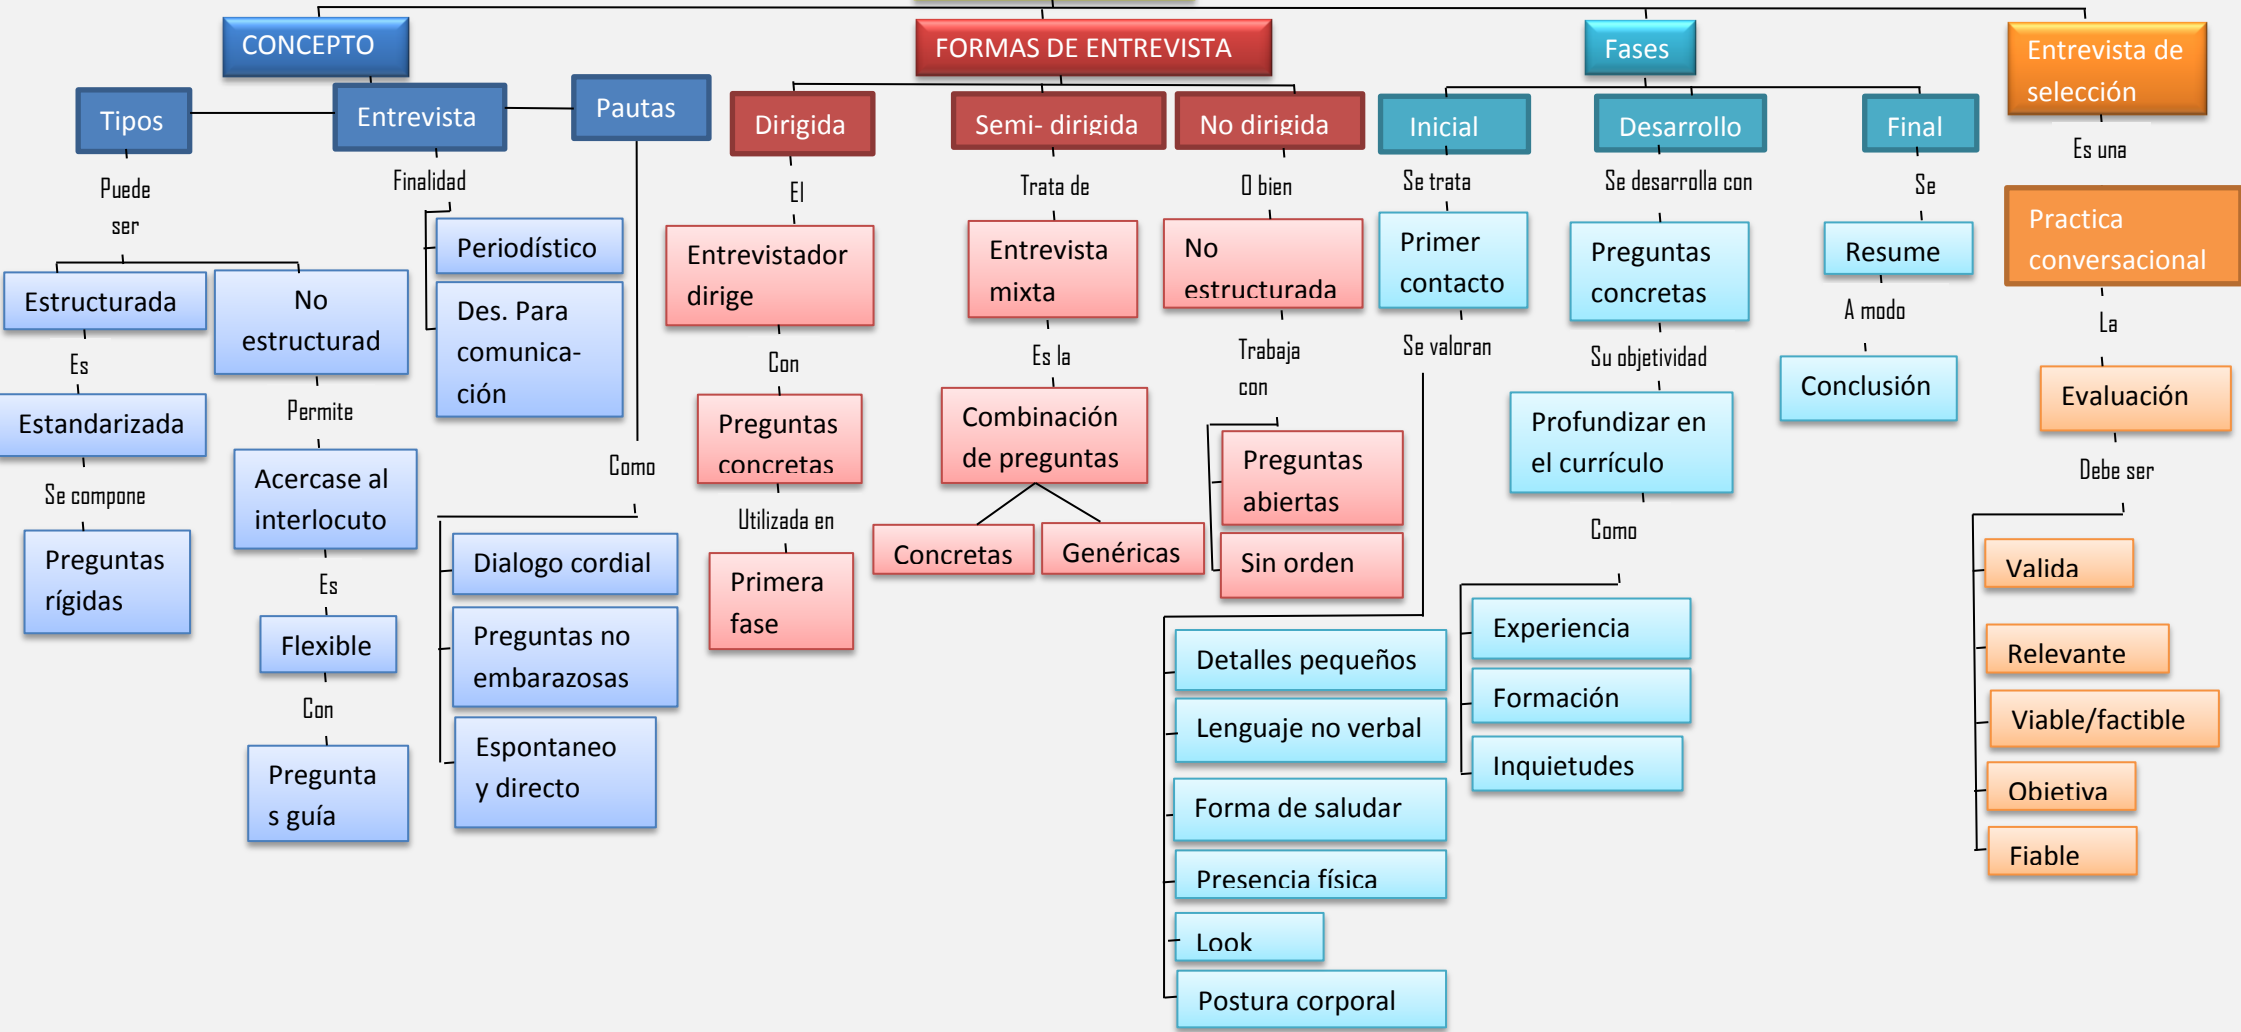 CONCEPTO
FORMAS DE ENTREVISTA
Fases
Entrevista de
selección
Tipos
Entrevista
Pautas
Dirigida
Semi- dirigida
No dirigida
Inicial
Desarrollo
Final
Es una
Puede
ser
Finalidad
El
Trata de
O bien
Se trata
Se desarrolla con
Se
Practica
conversacional
Estructurada
No
estructurad
Periodístico
Des. Para
comunica-
ción
Entrevistador
dirige
Entrevista
mixta
No
estructurada
Primer
contacto
Preguntas
concretas
Resume
La
Es
Permite
Con
Es la
Trabaja
con
Se valoran
Su objetividad
A modo
Evaluación
Estandarizada
Acercase al
interlocuto
Como
Preguntas
concretas
Combinación
de preguntas
Preguntas
abiertas
Sin orden
Profundizar en
el currículo
Conclusión
Debe ser
Se compone
Preguntas
rígidas
Es
Flexible
Con
Pregunta
s guía
Dialogo cordial
Preguntas no
embarazosas
Espontaneo
y directo
Utilizada en
Primera
fase
Concretas
Genéricas
Detalles pequeños
Lenguaje no verbal
Forma de saludar
Presencia física
Look
Postura corporal
Como
Experiencia
Formación
Inquietudes
Valida
Relevante
Viable/factible
Objetiva
Fiable